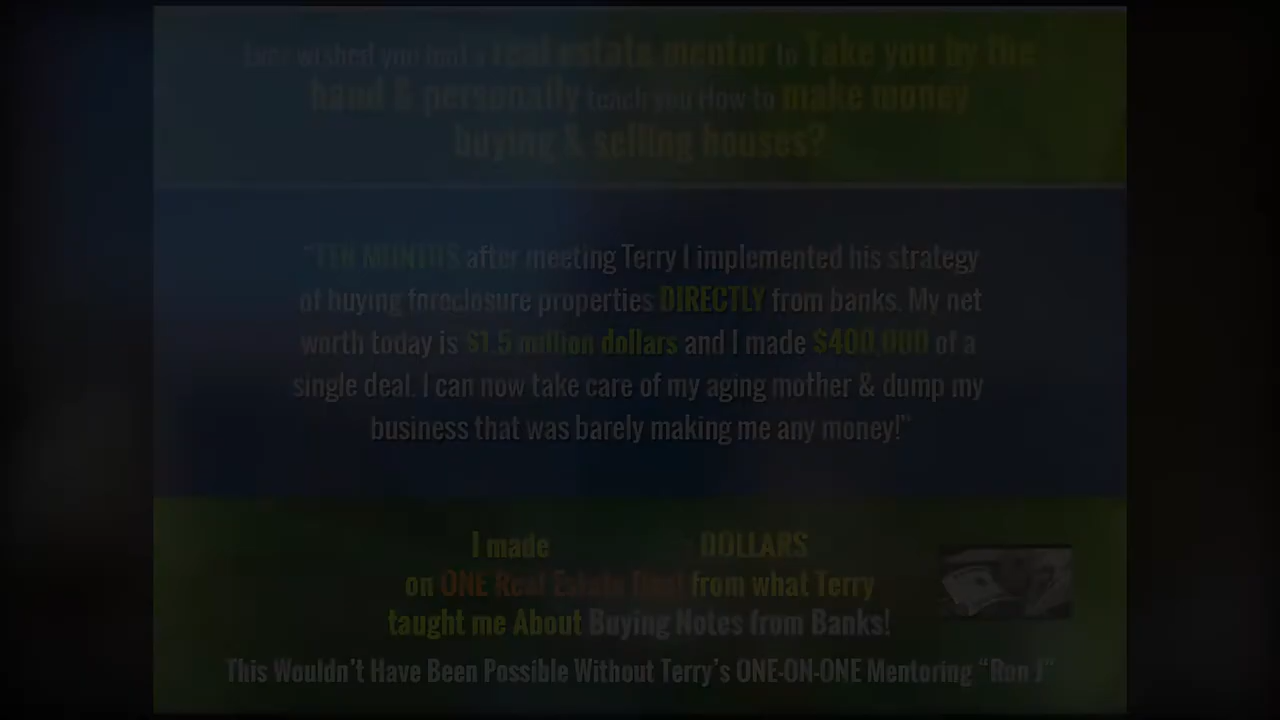 Ever wished you had a real estate mentor to Take you by the
hand & personally teach you How to make money
buying & selling houses?
"TEN MONTHS after meeting Terry I implemented his strategy
of buying foreclosure properties DIRECTLY from banks. My net
worth today is $1.5 million dollars and I made $400,000 of a
single deal. I can now take care of my aging mother & dump my
business that was barely making me any money!"
I made DOLLARS
on ONE Real Estate Deal from what Terry
taught me About Buying Notes from Banks!
This Wouldn't Have Been Possible Without Terry's ONE-ON-ONE Mentoring "Ron J"